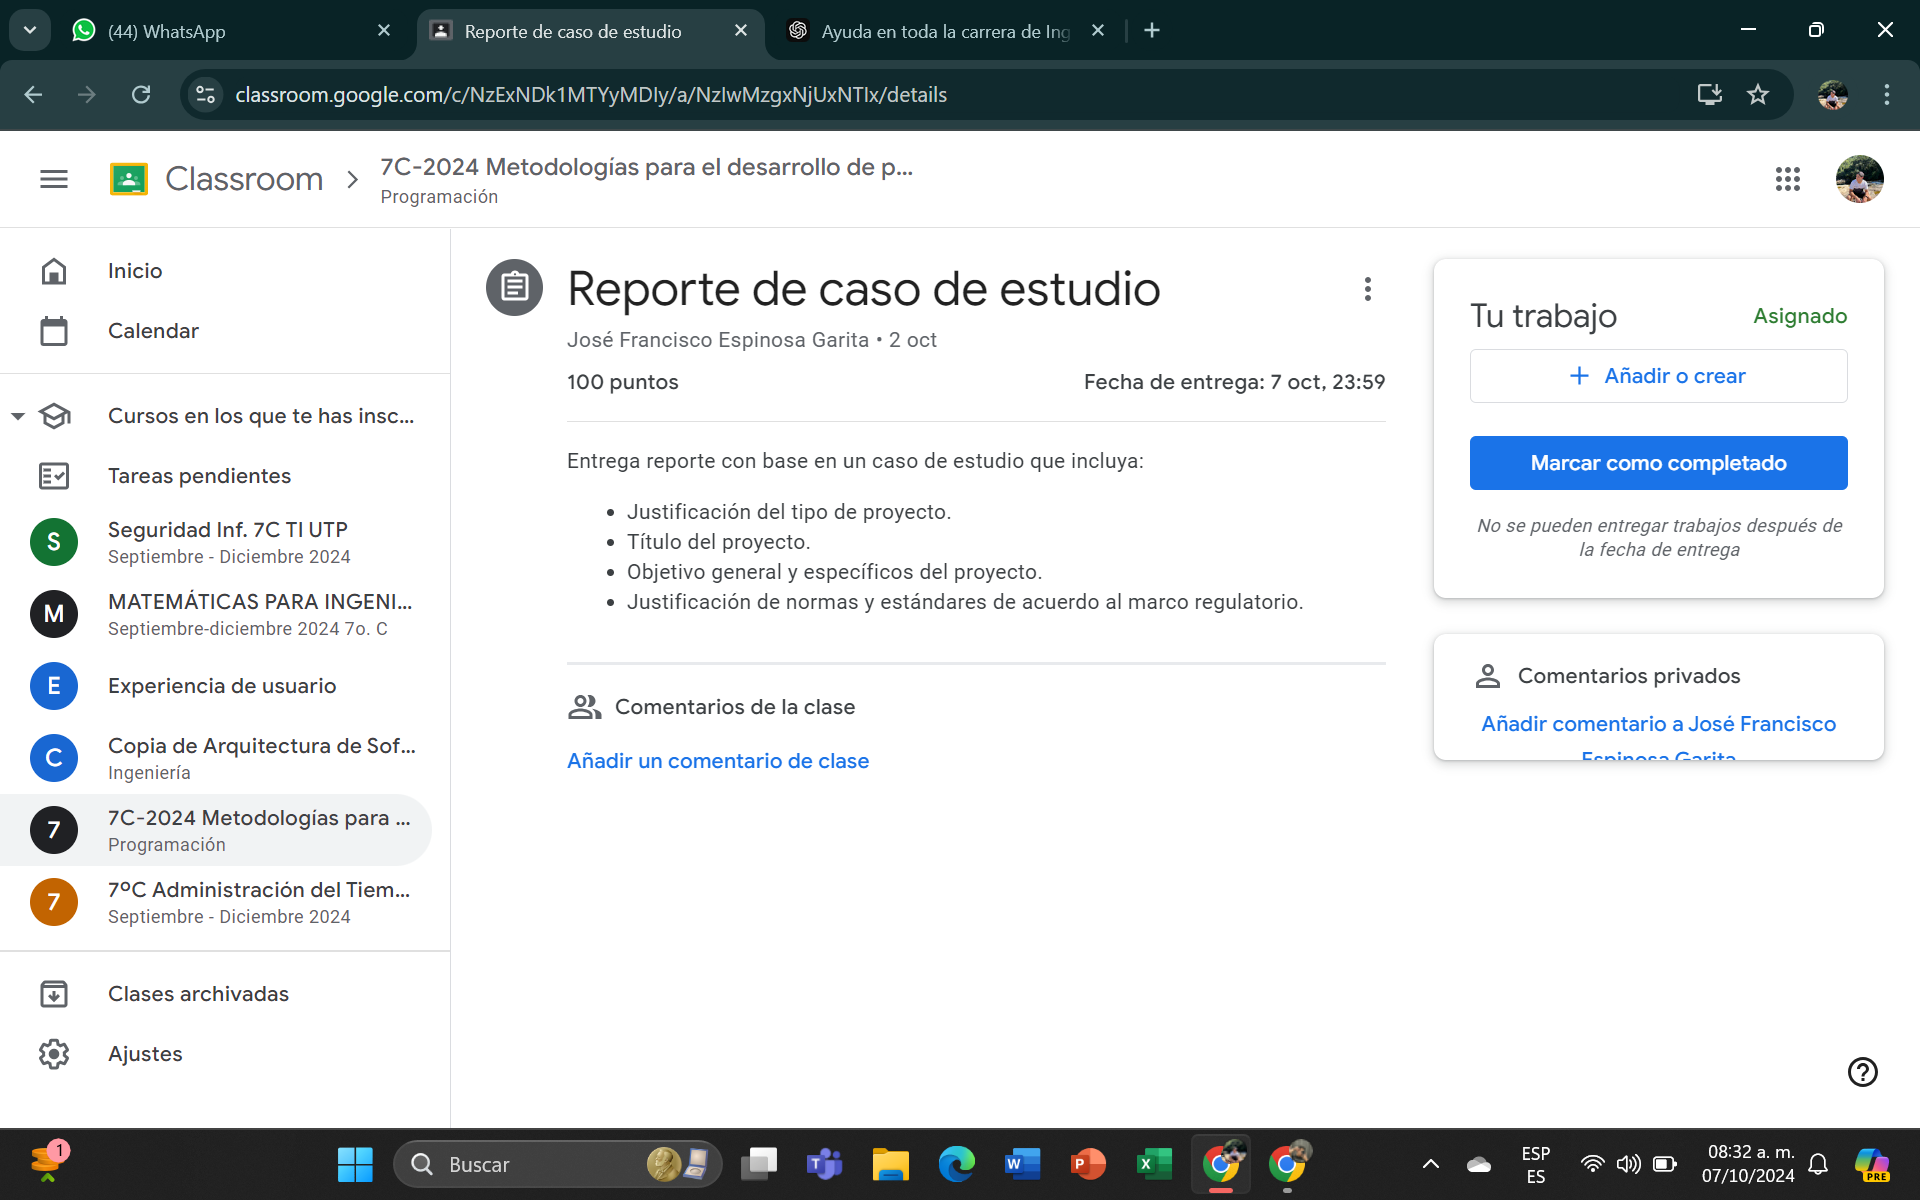 (44) WhatsApp
Reporte de caso de estudio
Ayuda en toda la carrera de Ing
classroom.google.com/c/NzExNDk1MTYyMDIy/a/NzIwMzgxNjUxNTIx/details
Classroom
7C-2024 Metodologías para el desarrollo de p...
Programación
Inicio
Calendar
Cursos en los que te has insc...
Tareas pendientes
S
Seguridad Inf. 7C TI UTP
Septiembre - Diciembre 2024
M
MATEMÁTICAS PARA INGENI...
Septiembre-diciembre 2024 7o. C
E
Experiencia de usuario
C
Copia de Arquitectura de Sof...
Ingeniería
7
7C-2024 Metodologías para ...
Programación
7
7ºC Administración del Tiem...
Septiembre - Diciembre 2024
Clases archivadas
Ajustes
Reporte de caso de estudio
José Francisco Espinosa Garita • 2 oct
100 puntos
Fecha de entrega: 7 oct, 23:59
Entrega reporte con base en un caso de estudio que incluya:
• Justificación del tipo de proyecto.
• Título del proyecto.
• Objetivo general y específicos del proyecto.
• Justificación de normas y estándares de acuerdo al marco regulatorio.
Comentarios de la clase
Añadir un comentario de clase
Tu trabajo
Asignado
+ Añadir o crear
Marcar como completado
No se pueden entregar trabajos después de
la fecha de entrega
Comentarios privados
Añadir comentario a José Francisco
Espinosa Garita
1
Buscar
ESP
ES
08:32 a. m.
07/10/2024
PRE